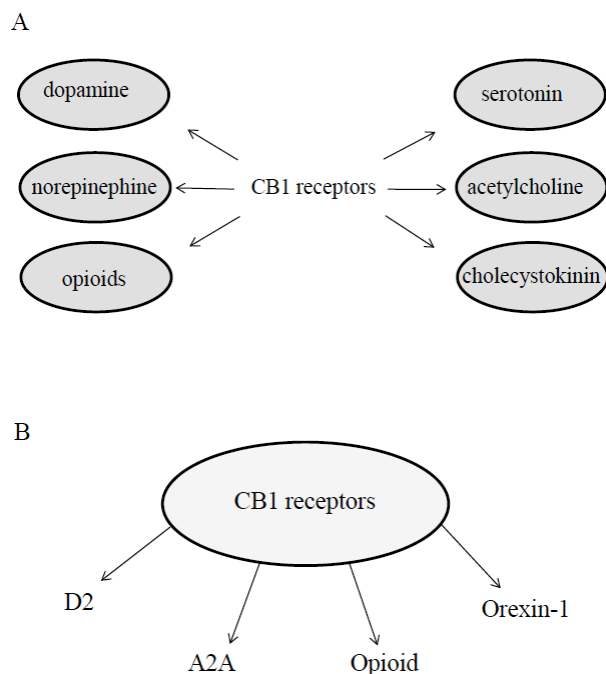 A
dopamine
serotonin
norepinephine
CB1 receptors
acetylcholine
opioids
cholecystokinin
B
CB1 receptors
D2
Orexin-1
A2A
Opioid